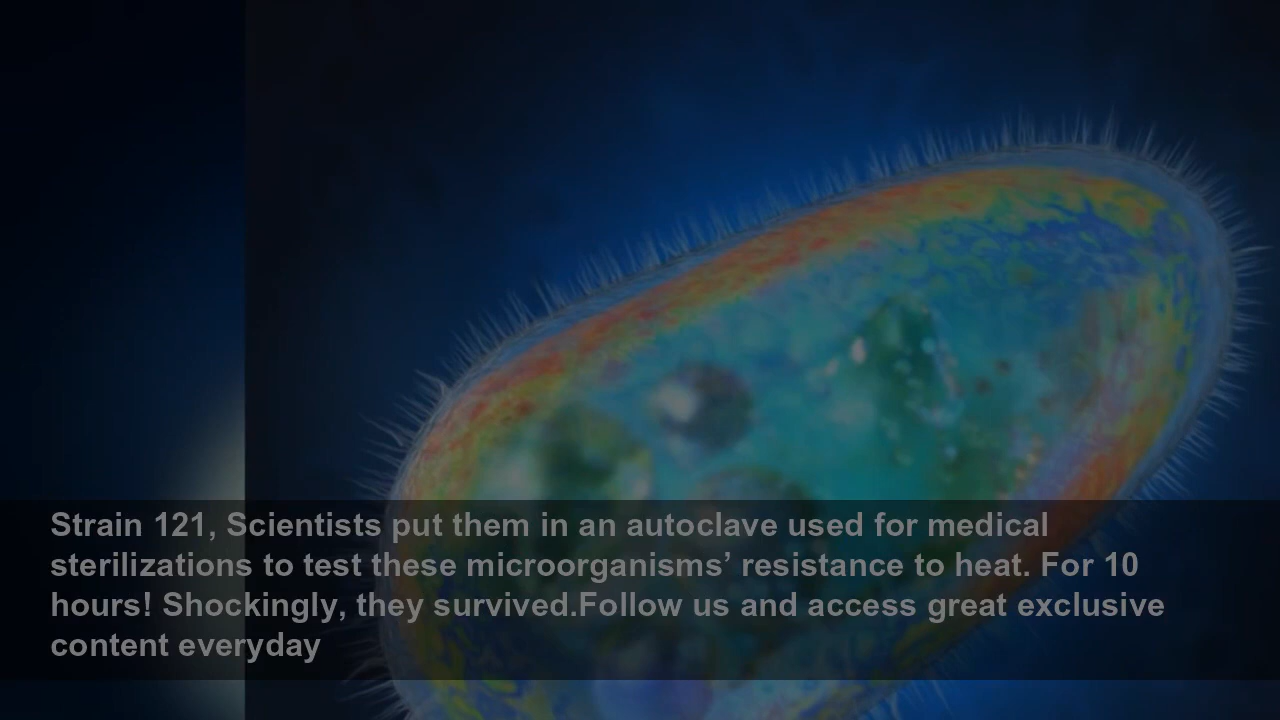 Strain 121, Scientists put them in an autoclave used for medical
sterilizations to test these microorganisms’ resistance to heat. For 10
hours! Shockingly, they survived.Follow us and access great exclusive
content everyday